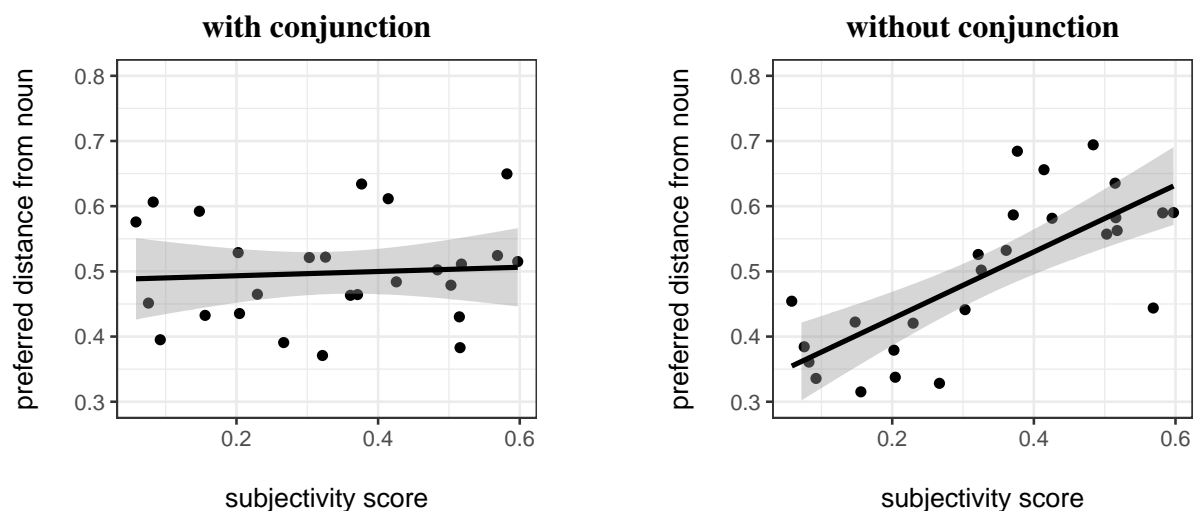 with conjunction
preferred distance from noun
0.8
0.7
0.6
0.5
0.4
0.3
0.2 0.4 0.6
subjectivity score
without conjunction
preferred distance from noun
0.8
0.7
0.6
0.5
0.4
0.3
0.2 0.4 0.6
subjectivity score